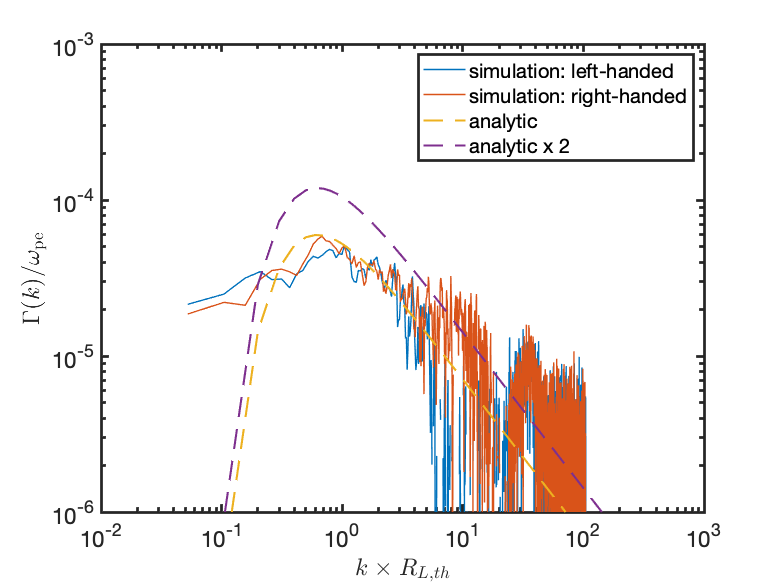 10⁻³
10⁻⁴
10⁻⁵
10⁻⁶
Γ(k)/ω_pe
simulation: left-handed
simulation: right-handed
analytic
analytic x 2
10⁻² 10⁻¹ 10⁰ 10¹ 10² 10³
k × R_L,th